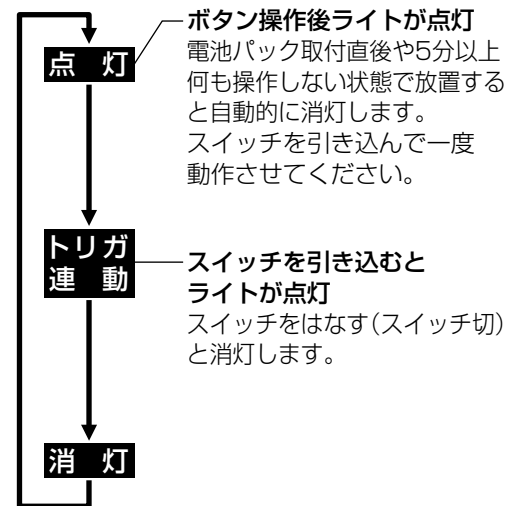 点 灯
ボタン操作後ライトが点灯
電池パック取付直後や5分以上
何も操作しない状態で放置する
と自動的に消灯します。
スイッチを引き込んで一度
動作させてください。
トリガ
連 動
スイッチを引き込むと
ライトが点灯
スイッチをはなす(スイッチ切)
と消灯します。
消 灯